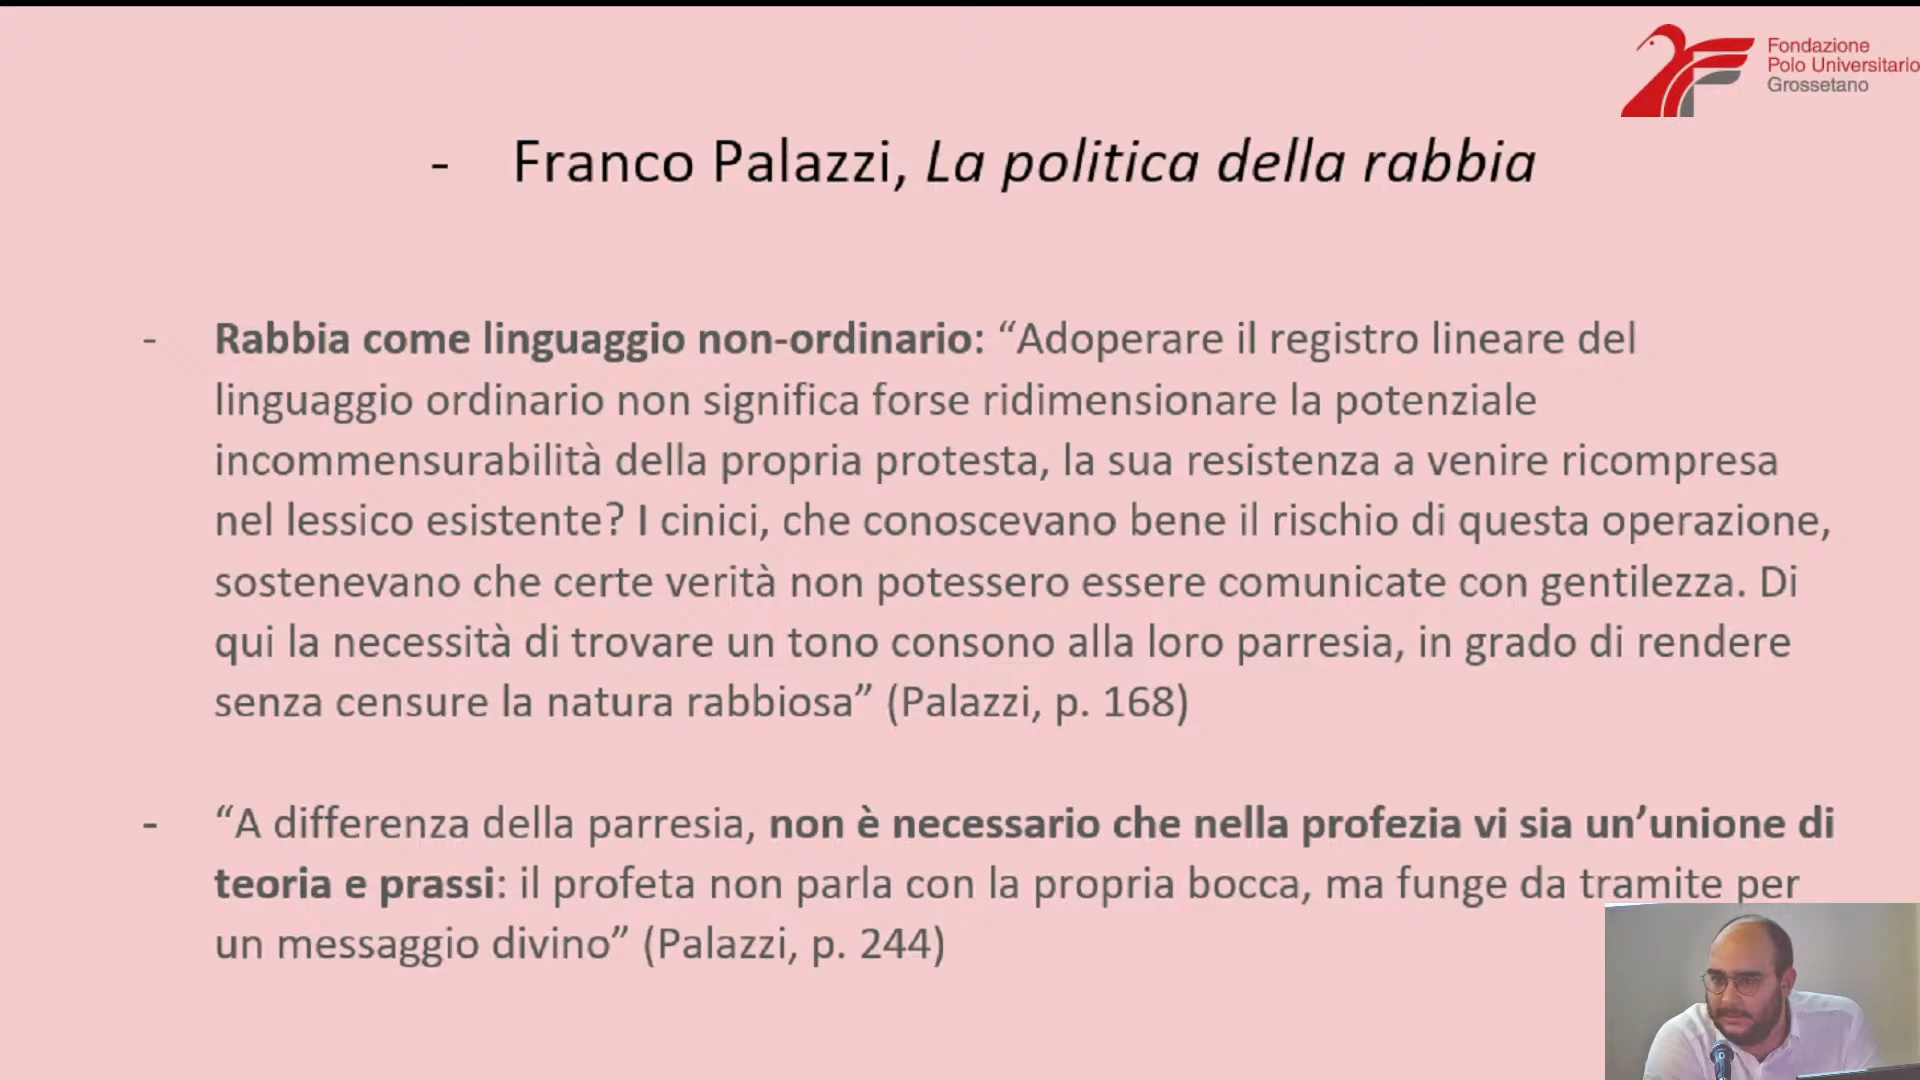 Fondazione
Polo Universitario
Grossetano
- Franco Palazzi, La politica della rabbia
- Rabbia come linguaggio non-ordinario: “Adoperare il registro lineare del
linguaggio ordinario non significa forse ridimensionare la potenziale
incommensurabilità della propria protesta, la sua resistenza a venire ricompresa
nel lessico esistente? I cinici, che conoscevano bene il rischio di questa operazione,
sostenevano che certe verità non potessero essere comunicate con gentilezza. Di
qui la necessità di trovare un tono consono alla loro parresia, in grado di rendere
senza censure la natura rabbiosa” (Palazzi, p. 168)
- “A differenza della parresia, non è necessario che nella profezia vi sia un’unione di
teoria e prassi: il profeta non parla con la propria bocca, ma funge da tramite per
un messaggio divino” (Palazzi, p. 244)